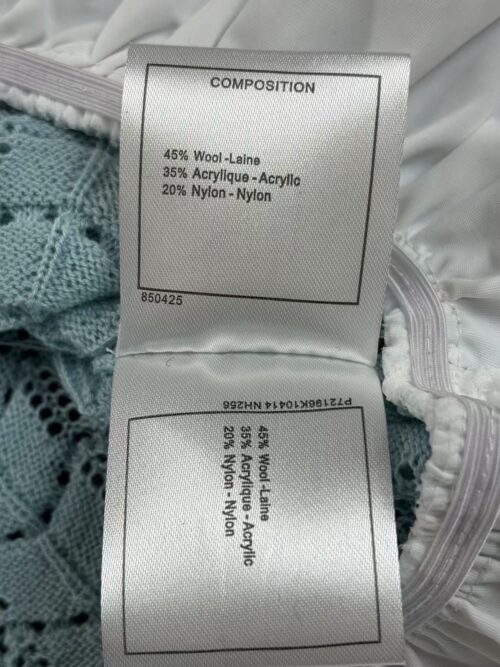 COMPOSITION
45% Wool -Laine
35% Acrylique - Acrylic
20% Nylon - Nylon
850425
P72196K10414 NH256
45% Wool -Laine
35% Acrylique - Acrylic
20% Nylon - Nylon